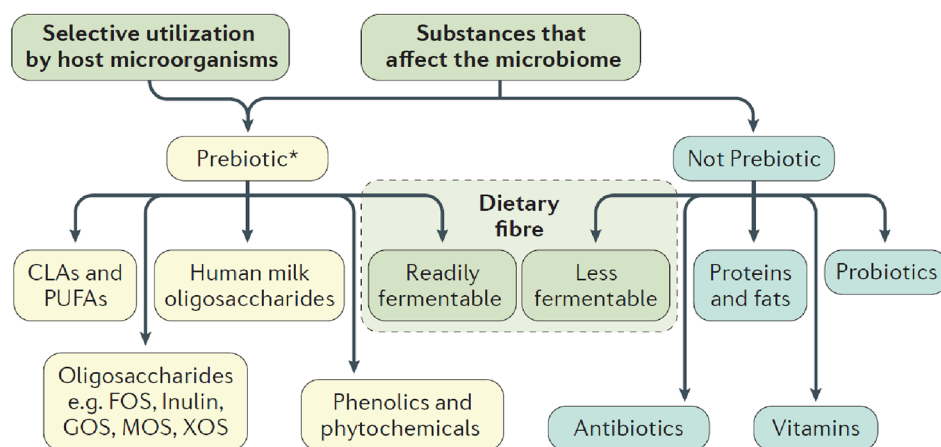 Selective utilization
by host microorganisms
Substances that
affect the microbiome
Prebiotic*
Not Prebiotic
Dietary
fibre
CLAs and
PUFAs
Human milk
oligosaccharides
Readily
fermentable
Less
fermentable
Proteins
and fats
Probiotics
Oligosaccharides
e.g. FOS, Inulin,
GOS, MOS, XOS
Phenolics and
phytochemicals
Antibiotics
Vitamins